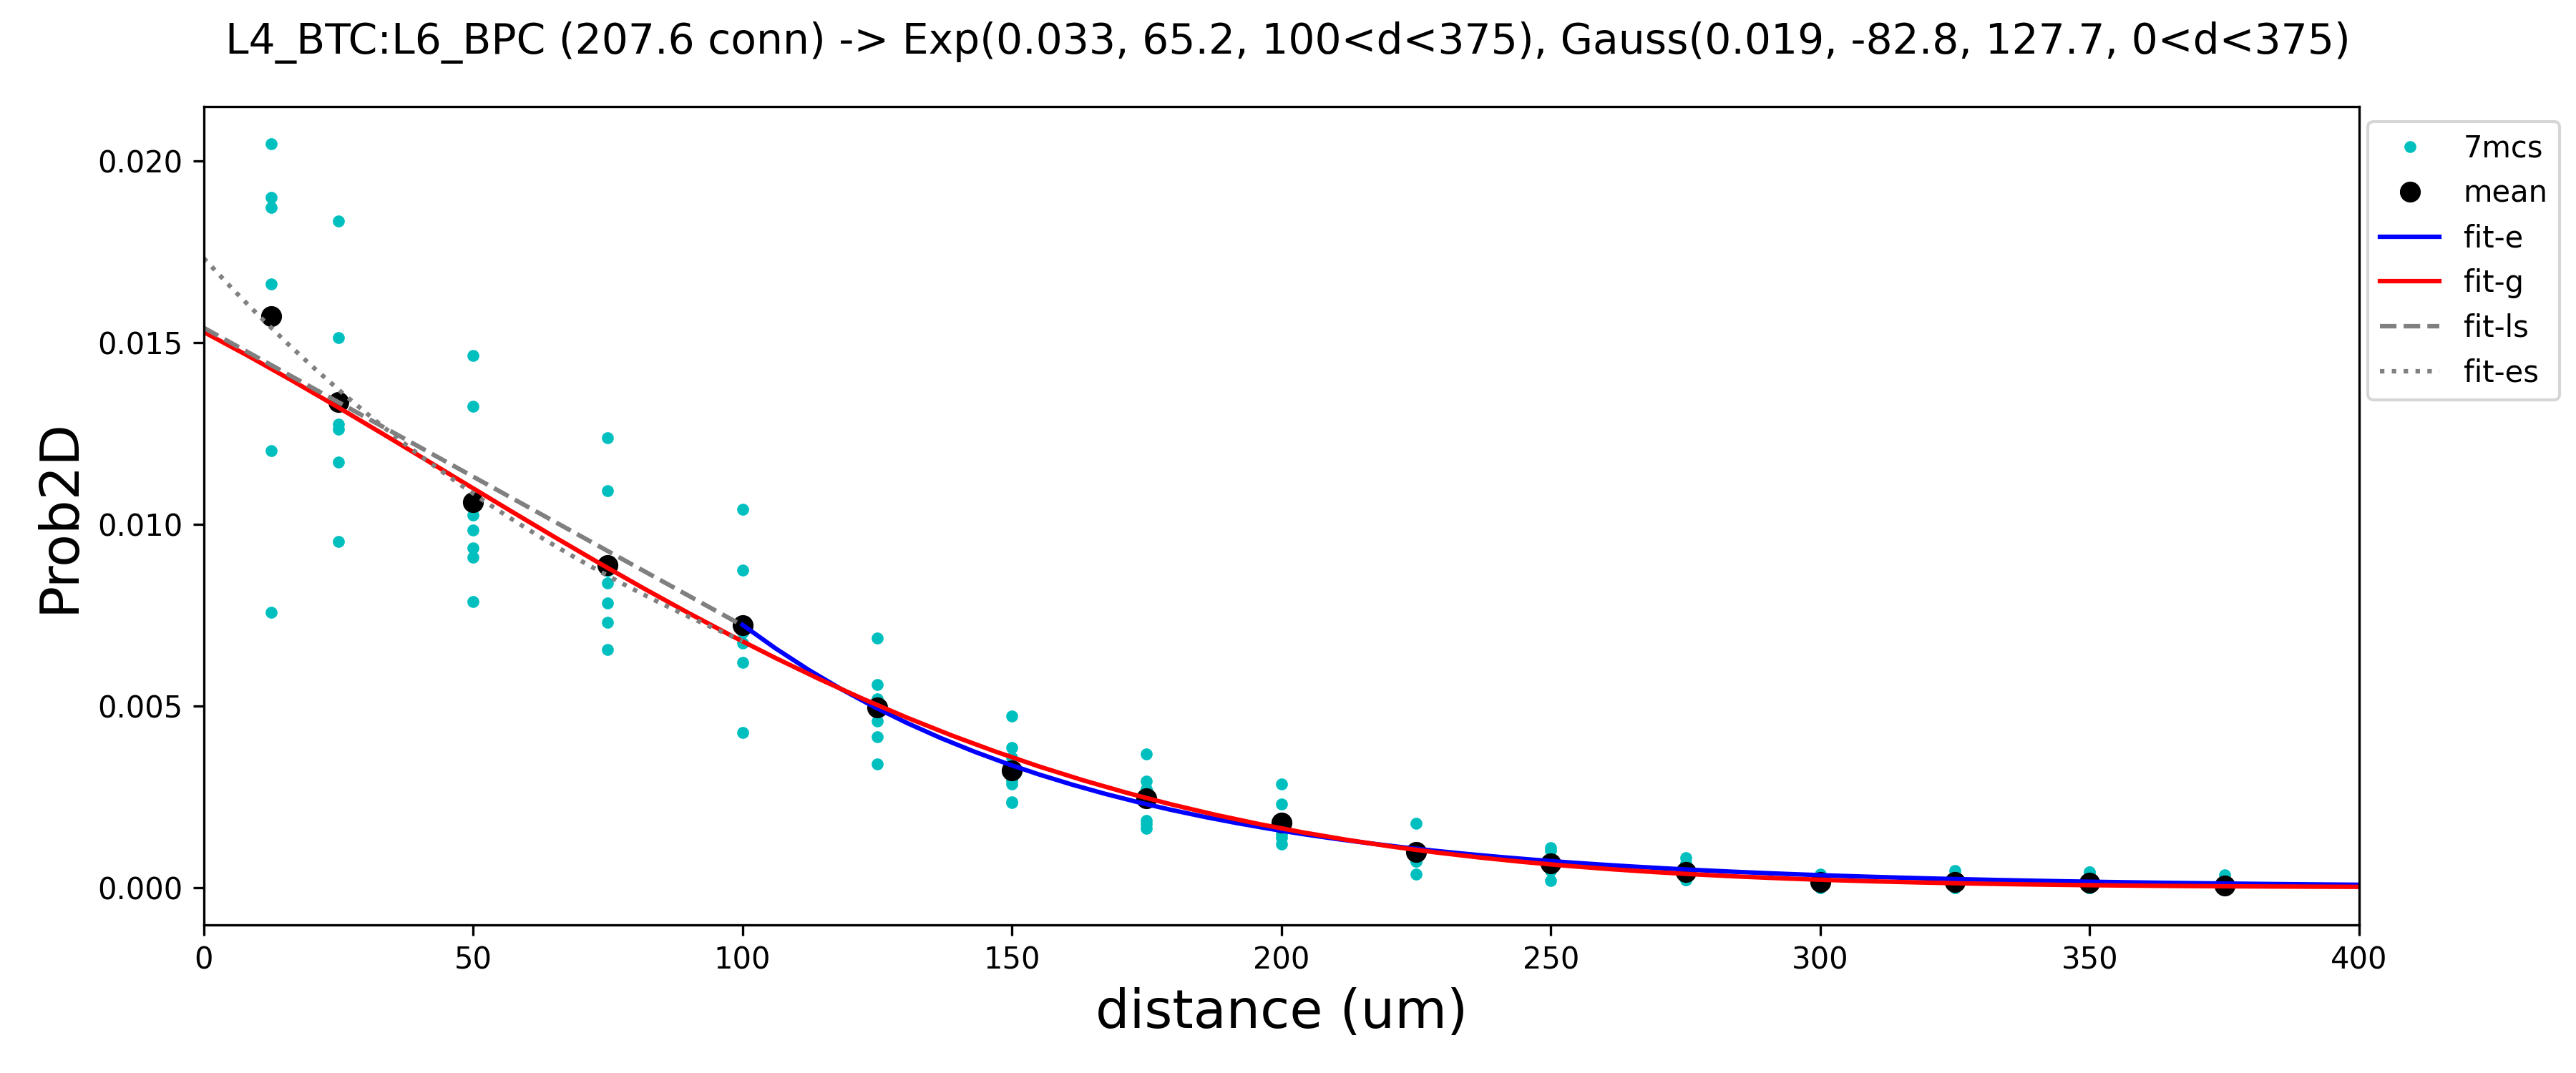 L4_BTC:L6_BPC (207.6 conn) -> Exp(0.033, 65.2, 100<d<375), Gauss(0.019, -82.8, 127.7, 0<d<375)
0.020
0.015
0.010
0.005
0.000
Prob2D
0 50 100 150 200 250 300 350 400
distance (um)
7mcs
mean
fit-e
fit-g
fit-ls
fit-es